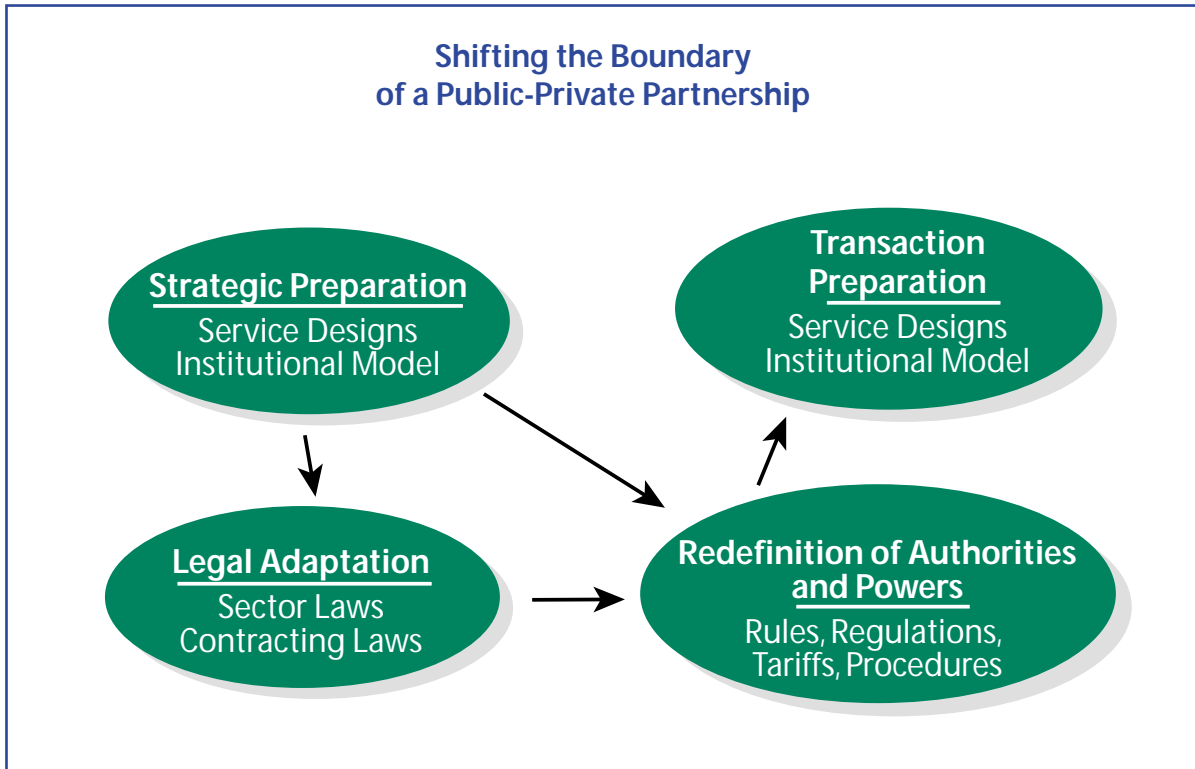 Shifting the Boundary
of a Public-Private Partnership
Strategic Preparation
Service Designs
Institutional Model
Transaction
Preparation
Service Designs
Institutional Model
Legal Adaptation
Sector Laws
Contracting Laws
Redefinition of Authorities
and Powers
Rules, Regulations,
Tariffs, Procedures